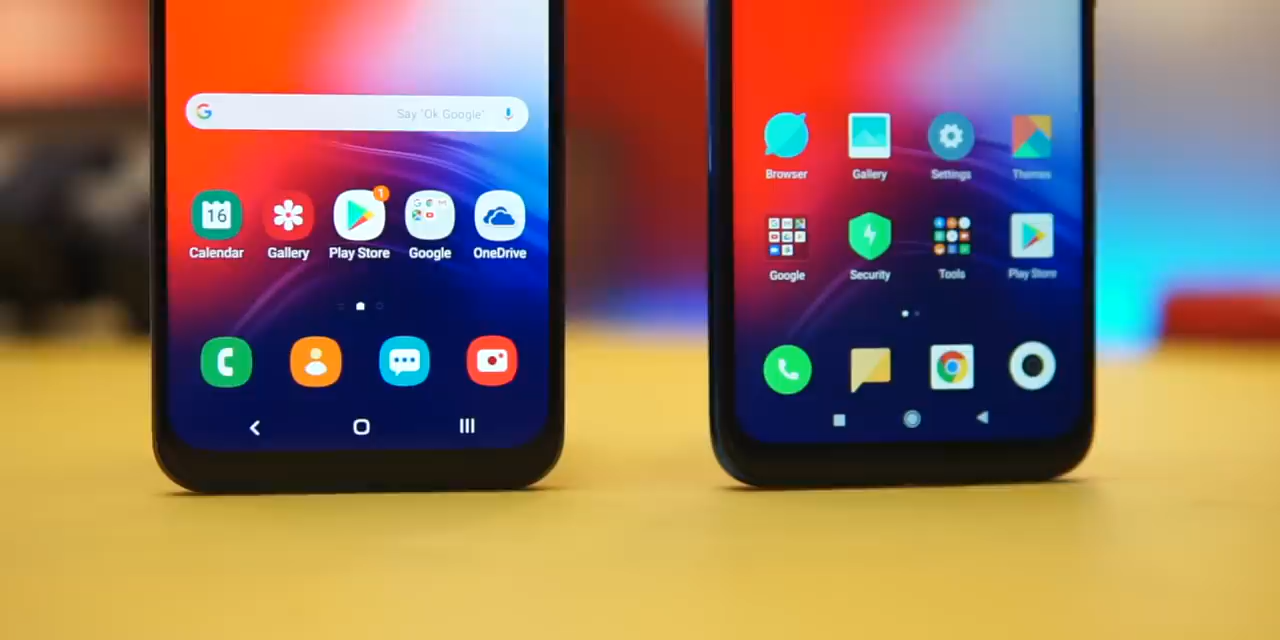 G
Say "Ok Google"
16
1
Calendar
Gallery
Play Store
Google
OneDrive
Browser
Gallery
Settings
Themes
Google
Security
Tools
Play Store